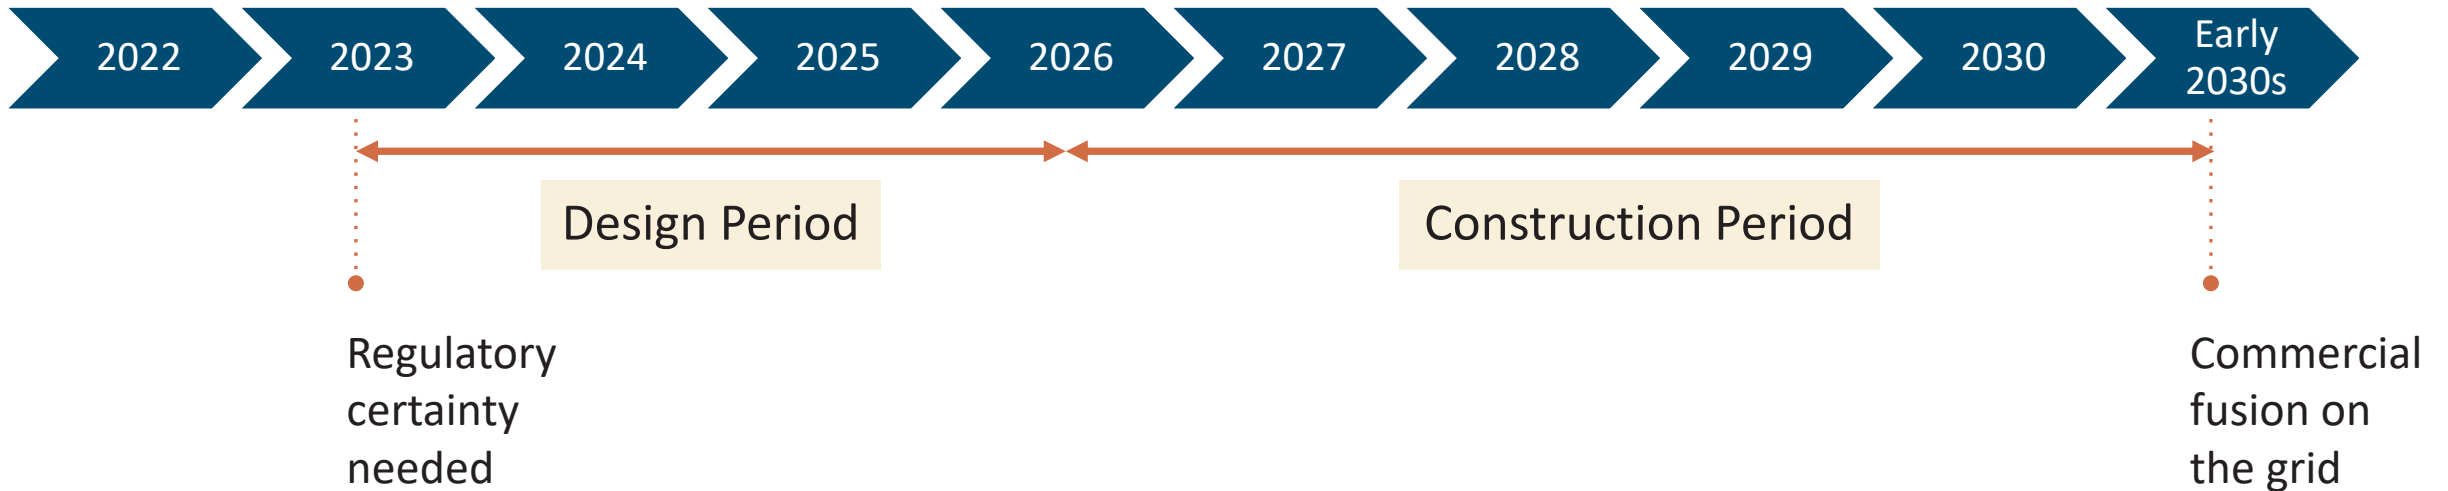 2022
2023
2024
2025
2026
2027
2028
2029
2030
Early
2030s
Design Period
Construction Period
Regulatory
certainty
needed
Commercial
fusion on
the grid